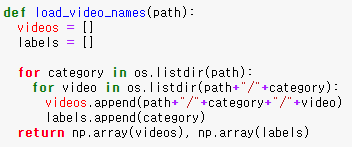 def load_video_names(path):
  videos = []
  labels = []

  for category in os.listdir(path):
    for video in os.listdir(path+"/"+category):
      videos.append(path+"/"+category+"/"+video)
      labels.append(category)
  return np.array(videos), np.array(labels)